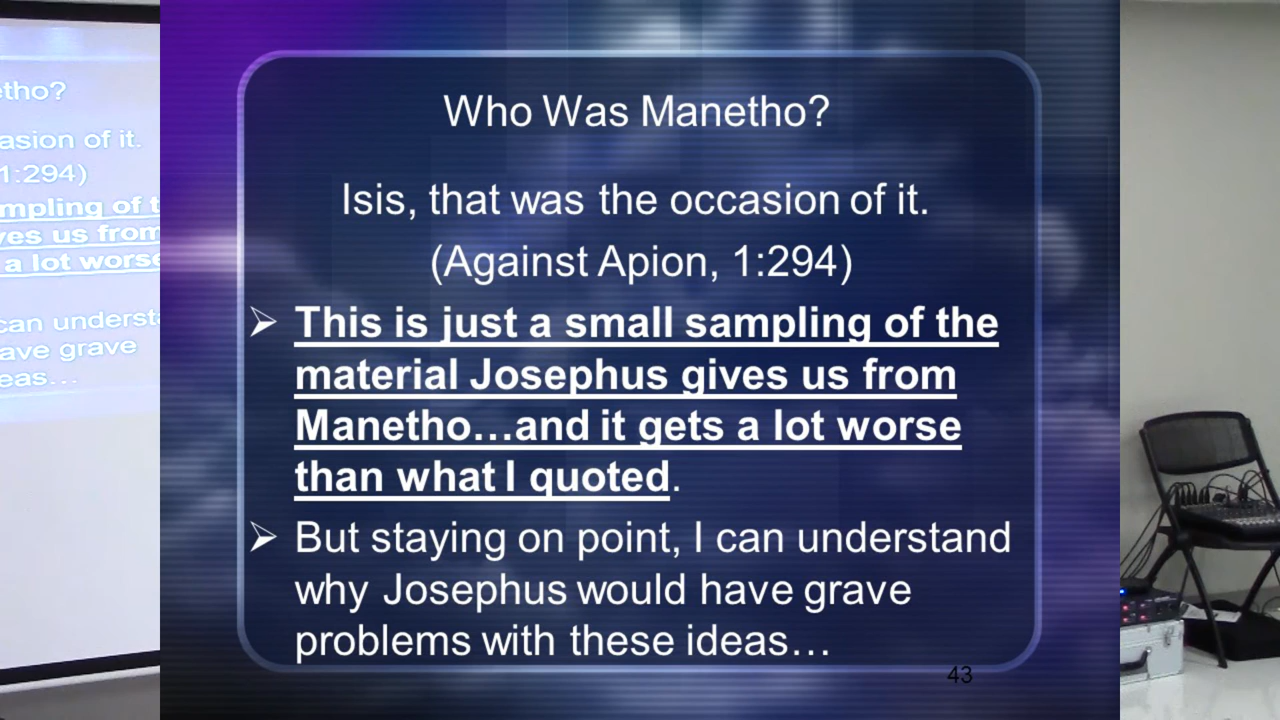 Who Was Manetho?
Isis, that was the occasion of it.
(Against Apion, 1:294)
➢ This is just a small sampling of the
material Josephus gives us from
Manetho…and it gets a lot worse
than what I quoted.
➢ But staying on point, I can understand
why Josephus would have grave
problems with these ideas…
43
etho?
asion of it.
1:294)
mpling of t
ves us from
a lot worse
can underst
ave grave
eas…